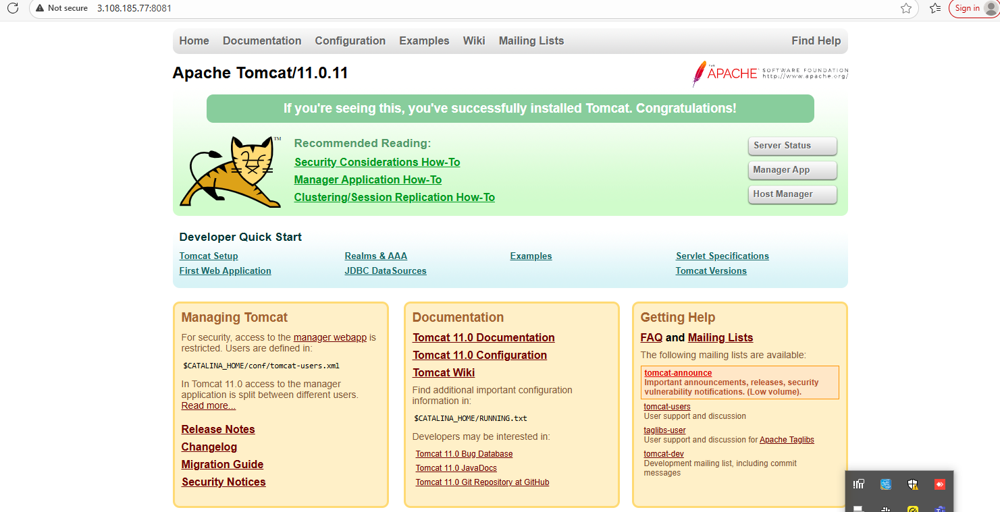 Not secure 3.108.185.77:8081 Sign in
Home Documentation Configuration Examples Wiki Mailing Lists Find Help
Apache Tomcat/11.0.11
THE
APACHE SOFTWARE FOUNDATION
http://www.apache.org/
If you're seeing this, you've successfully installed Tomcat. Congratulations!
TM
Recommended Reading:
Security Considerations How-To
Manager Application How-To
Clustering/Session Replication How-To
Server Status
Manager App
Host Manager
Developer Quick Start
Tomcat Setup
First Web Application
Realms & AAA
JDBC DataSources
Examples
Servlet Specifications
Tomcat Versions
Managing Tomcat
For security, access to the manager webapp is
restricted. Users are defined in:
$CATALINA_HOME/conf/tomcat-users.xml
In Tomcat 11.0 access to the manager
application is split between different users.
Read more...
Release Notes
Changelog
Migration Guide
Security Notices
Documentation
Tomcat 11.0 Documentation
Tomcat 11.0 Configuration
Tomcat Wiki
Find additional important configuration
information in:
$CATALINA_HOME/RUNNING.txt
Developers may be interested in:
Tomcat 11.0 Bug Database
Tomcat 11.0 JavaDocs
Tomcat 11.0 Git Repository at GitHub
Getting Help
FAQ and Mailing Lists
The following mailing lists are available:
tomcat-announce
Important announcements, releases, security
vulnerability notifications. (Low volume).
tomcat-users
User support and discussion
taglibs-user
User support and discussion for Apache Taglibs
tomcat-dev
Development mailing list, including commit
messages